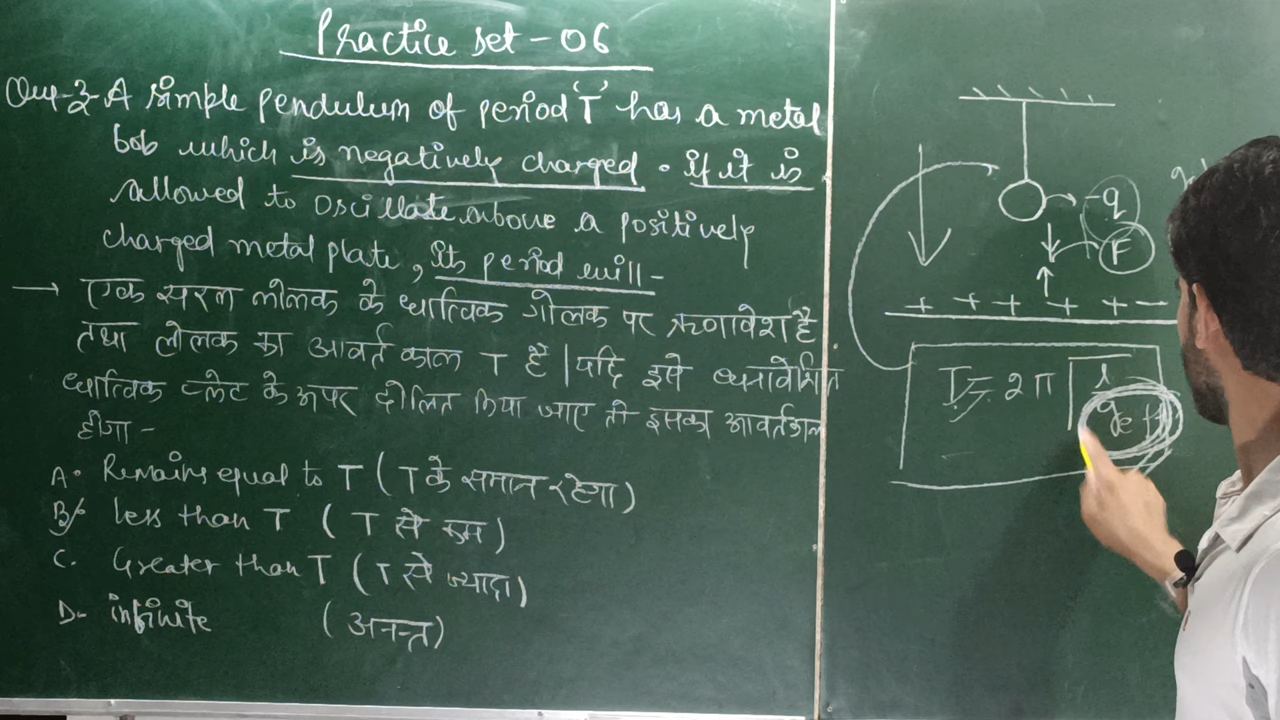 Practice set - 06
Que-3- A simple pendulum of period 'T' has a metal
bob which is negatively charged. if it is
allowed to oscillate above a positively
charged metal plate, its period will -
→ एक सरल लोलक के धात्विक गोलक पर ऋणावेश है
तथा लोलक का आवर्त काल T है | यदि इसे धनावेशित
धात्विक प्लेट के ऊपर दोलित किया जाए तो इसका आवर्तकाल
होगा -
A. Remains equal to T (T के समान रहेगा)
B. less than T (T से कम)
C. Greater than T (T से ज्यादा)
D- infinite (अनन्त)
-q
F
+ + + + + -
T = 2π √ l
ge